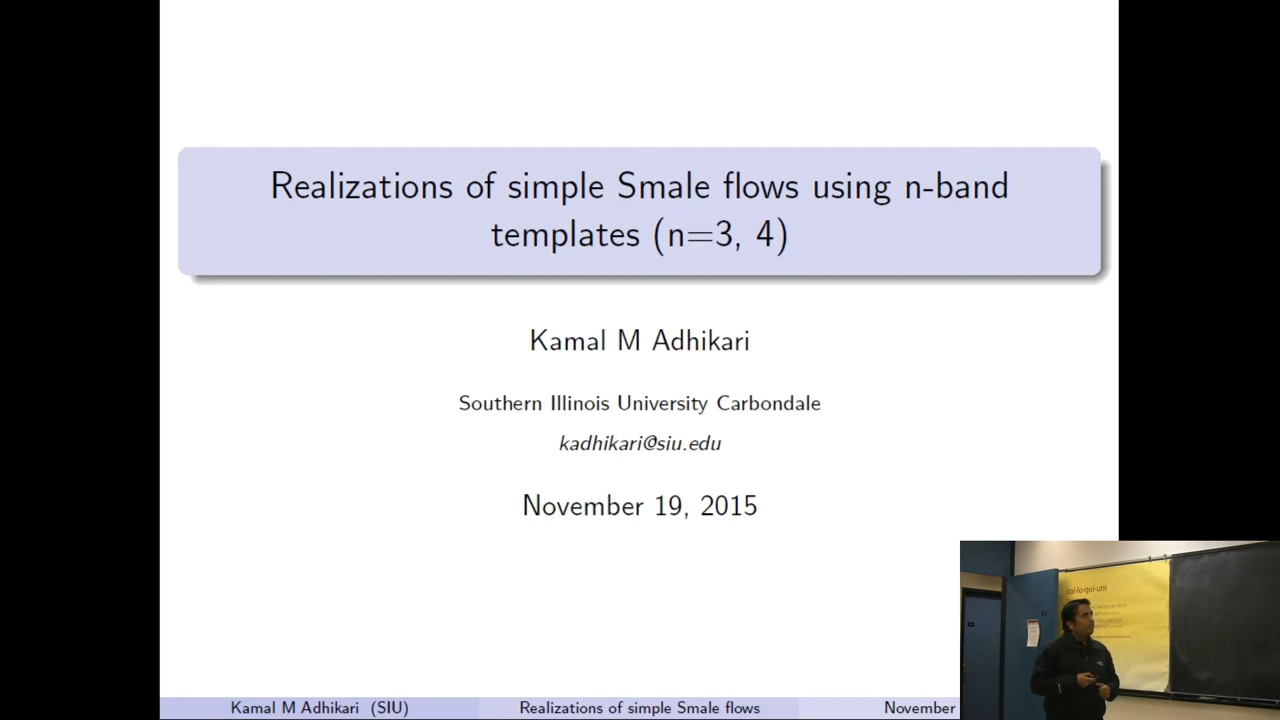 Realizations of simple Smale flows using n-band
templates (n=3, 4)
Kamal M Adhikari
Southern Illinois University Carbondale
kadhikari@siu.edu
November 19, 2015
Kamal M Adhikari (SIU)
Realizations of simple Smale flows
November
col·lo·qui·um